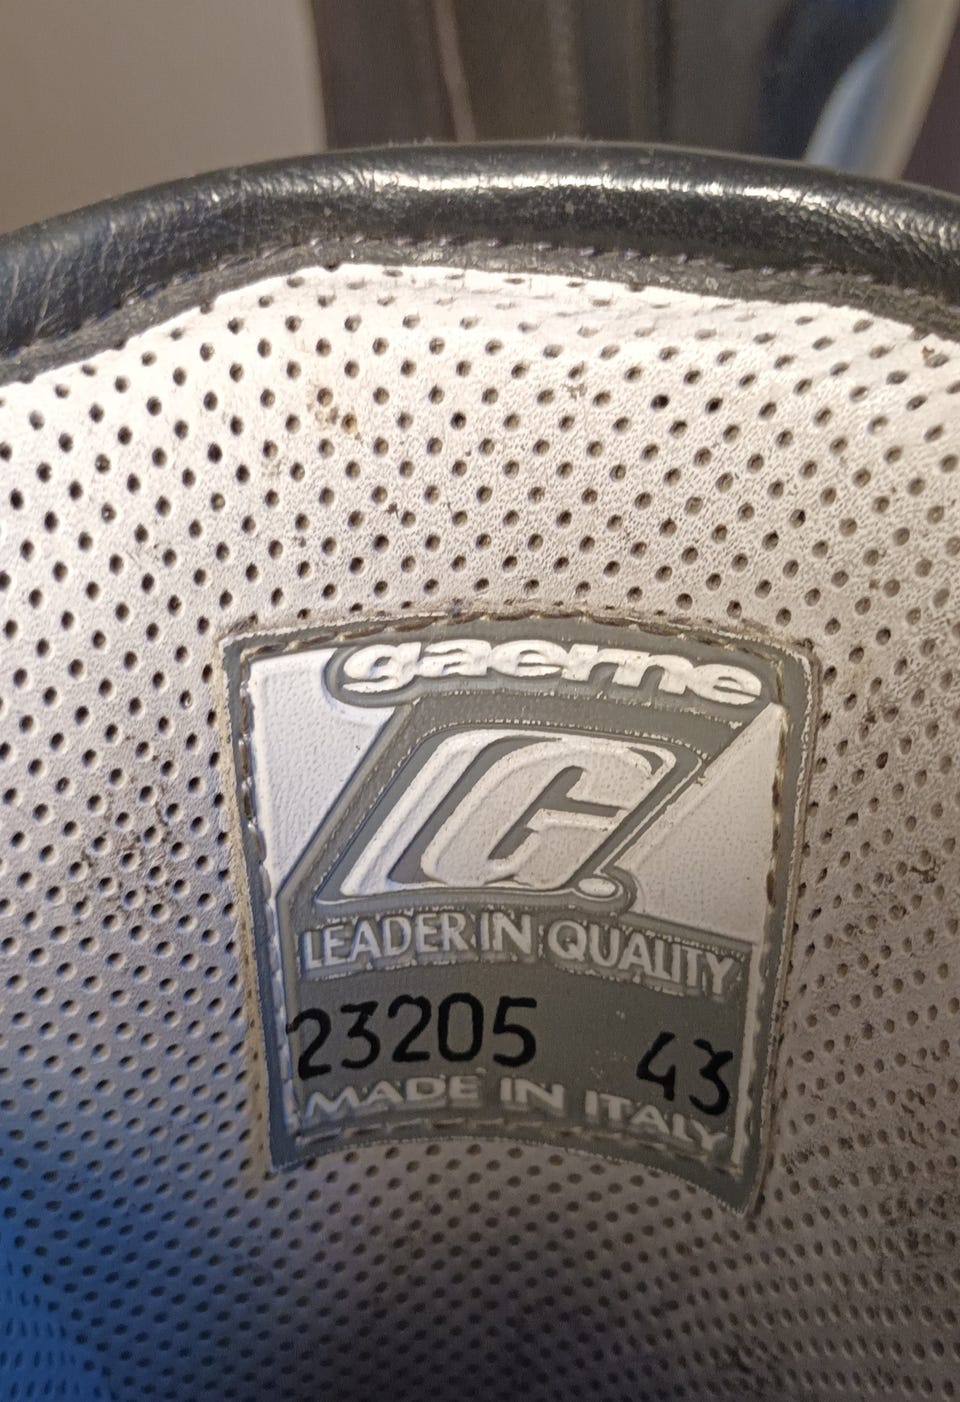 gaerne
G.
LEADER IN QUALITY
23205 43
MADE IN ITALY